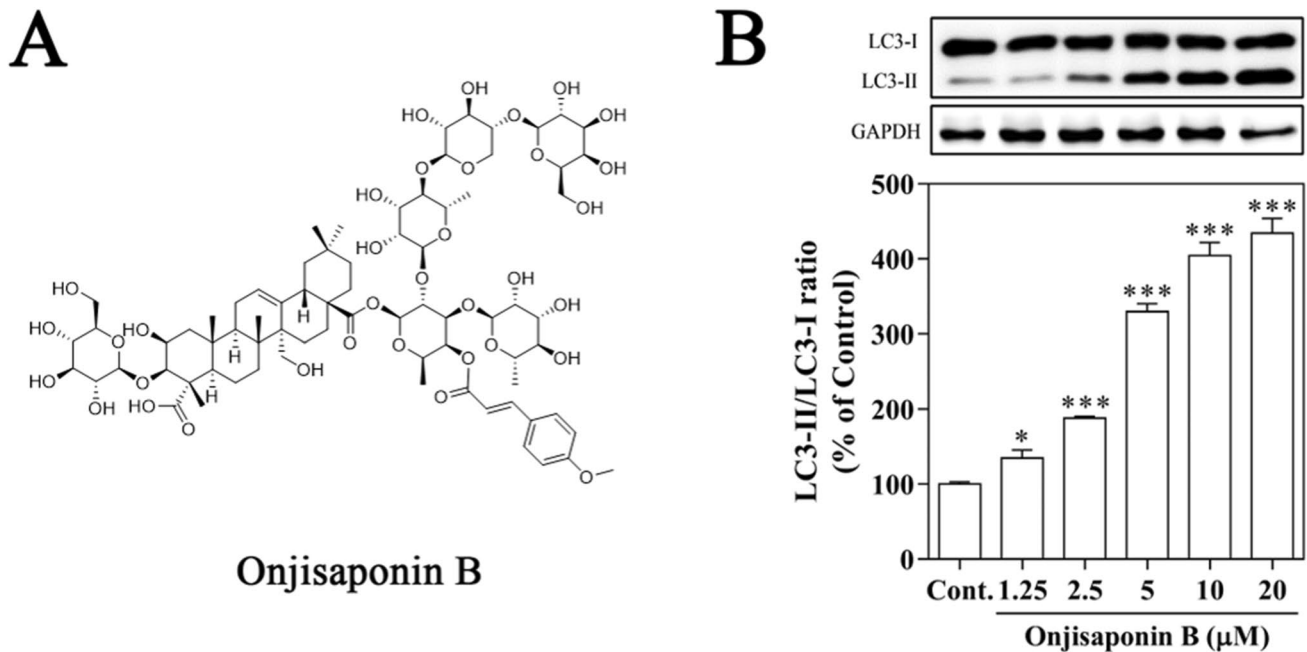 A
OH
HO
OH
O
OH
HO
O
O
OH
O
OH
HO
OH
O
HO
O
OH
O
HO
HO
O
HO
O
O
HO
OH
H
H
H
O
OH
HO
O
O
O
O
OH
OH
O
OH
O
O
O
Onjisaponin B
B
LC3-I
LC3-II
GAPDH
LC3-II/LC3-I ratio
(% of Control)
500
400
300
200
100
0
*
***
***
***
***
Cont. 1.25 2.5 5 10 20
Onjisaponin B (μM)